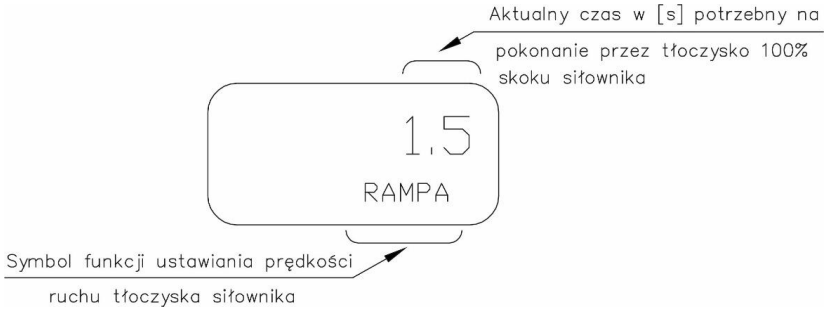 Aktualny czas w [s] potrzebny na
pokonanie przez tłoczysko 100%
skoku siłownika
1.5
RAMPA
Symbol funkcji ustawiania prędkości
ruchu tłoczyska siłownika